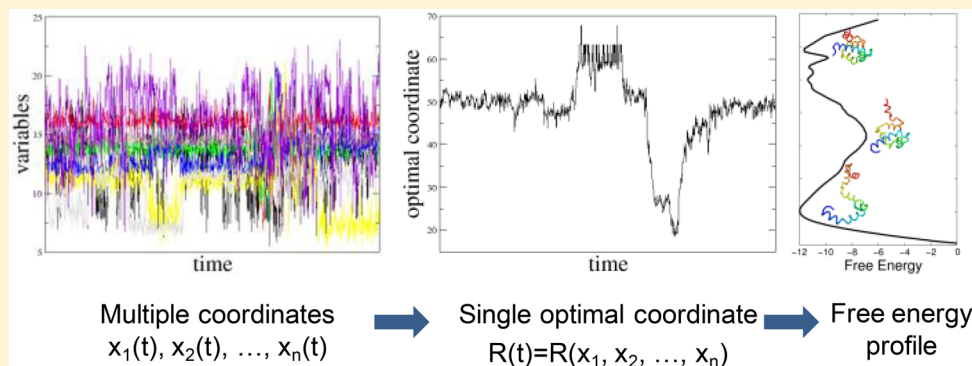 25
20
15
10
5
variables
time
70
60
50
40
30
20
optimal coordinate
time
−12 −10 −8 −6 −4 −2 0
Free Energy
Multiple coordinates
x1(t), x2(t), …, xn(t)
Single optimal coordinate
R(t)=R(x1, x2, …, xn)
Free energy
profile